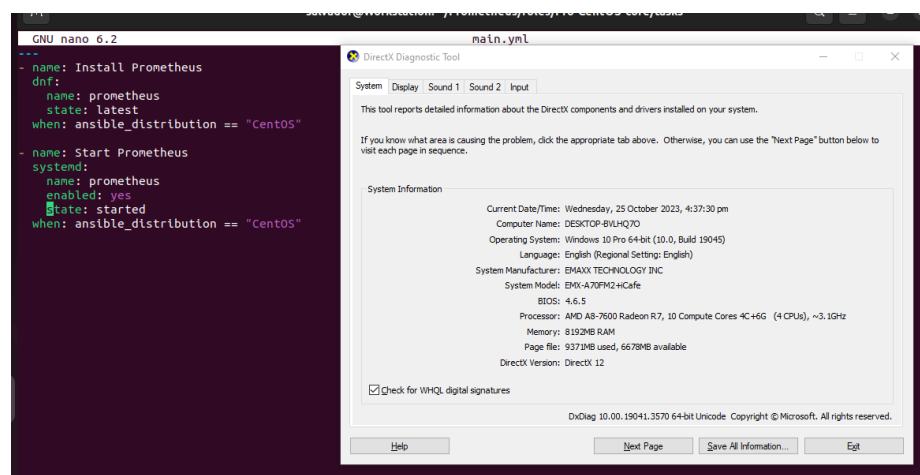 salvador@workstation: ~/Prometheus/roles/Pro-CentOS-core/tasks
GNU nano 6.2 main.yml
---
- name: Install Prometheus
dnf:
name: prometheus
state: latest
when: ansible_distribution == "CentOS"
- name: Start Prometheus
systemd:
name: prometheus
enabled: yes
state: started
when: ansible_distribution == "CentOS"
DirectX Diagnostic Tool
System Display Sound 1 Sound 2 Input
This tool reports detailed information about the DirectX components and drivers installed on your system.
If you know what area is causing the problem, click the appropriate tab above. Otherwise, you can use the "Next Page" button below to
visit each page in sequence.
System Information
Current Date/Time: Wednesday, 25 October 2023, 4:37:30 pm
Computer Name: DESKTOP-BVLHQ7O
Operating System: Windows 10 Pro 64-bit (10.0, Build 19045)
Language: English (Regional Setting: English)
System Manufacturer: EMAXX TECHNOLOGY INC
System Model: EMX-A70FM2+iCafe
BIOS: 4.6.5
Processor: AMD A8-7600 Radeon R7, 10 Compute Cores 4C+6G (4 CPUs), ~3.1GHz
Memory: 8192MB RAM
Page file: 9371MB used, 6678MB available
DirectX Version: DirectX 12
Check for WHQL digital signatures
DxDiag 10.00.19041.3570 64-bit Unicode Copyright © Microsoft. All rights reserved.
Help Next Page Save All Information... Exit